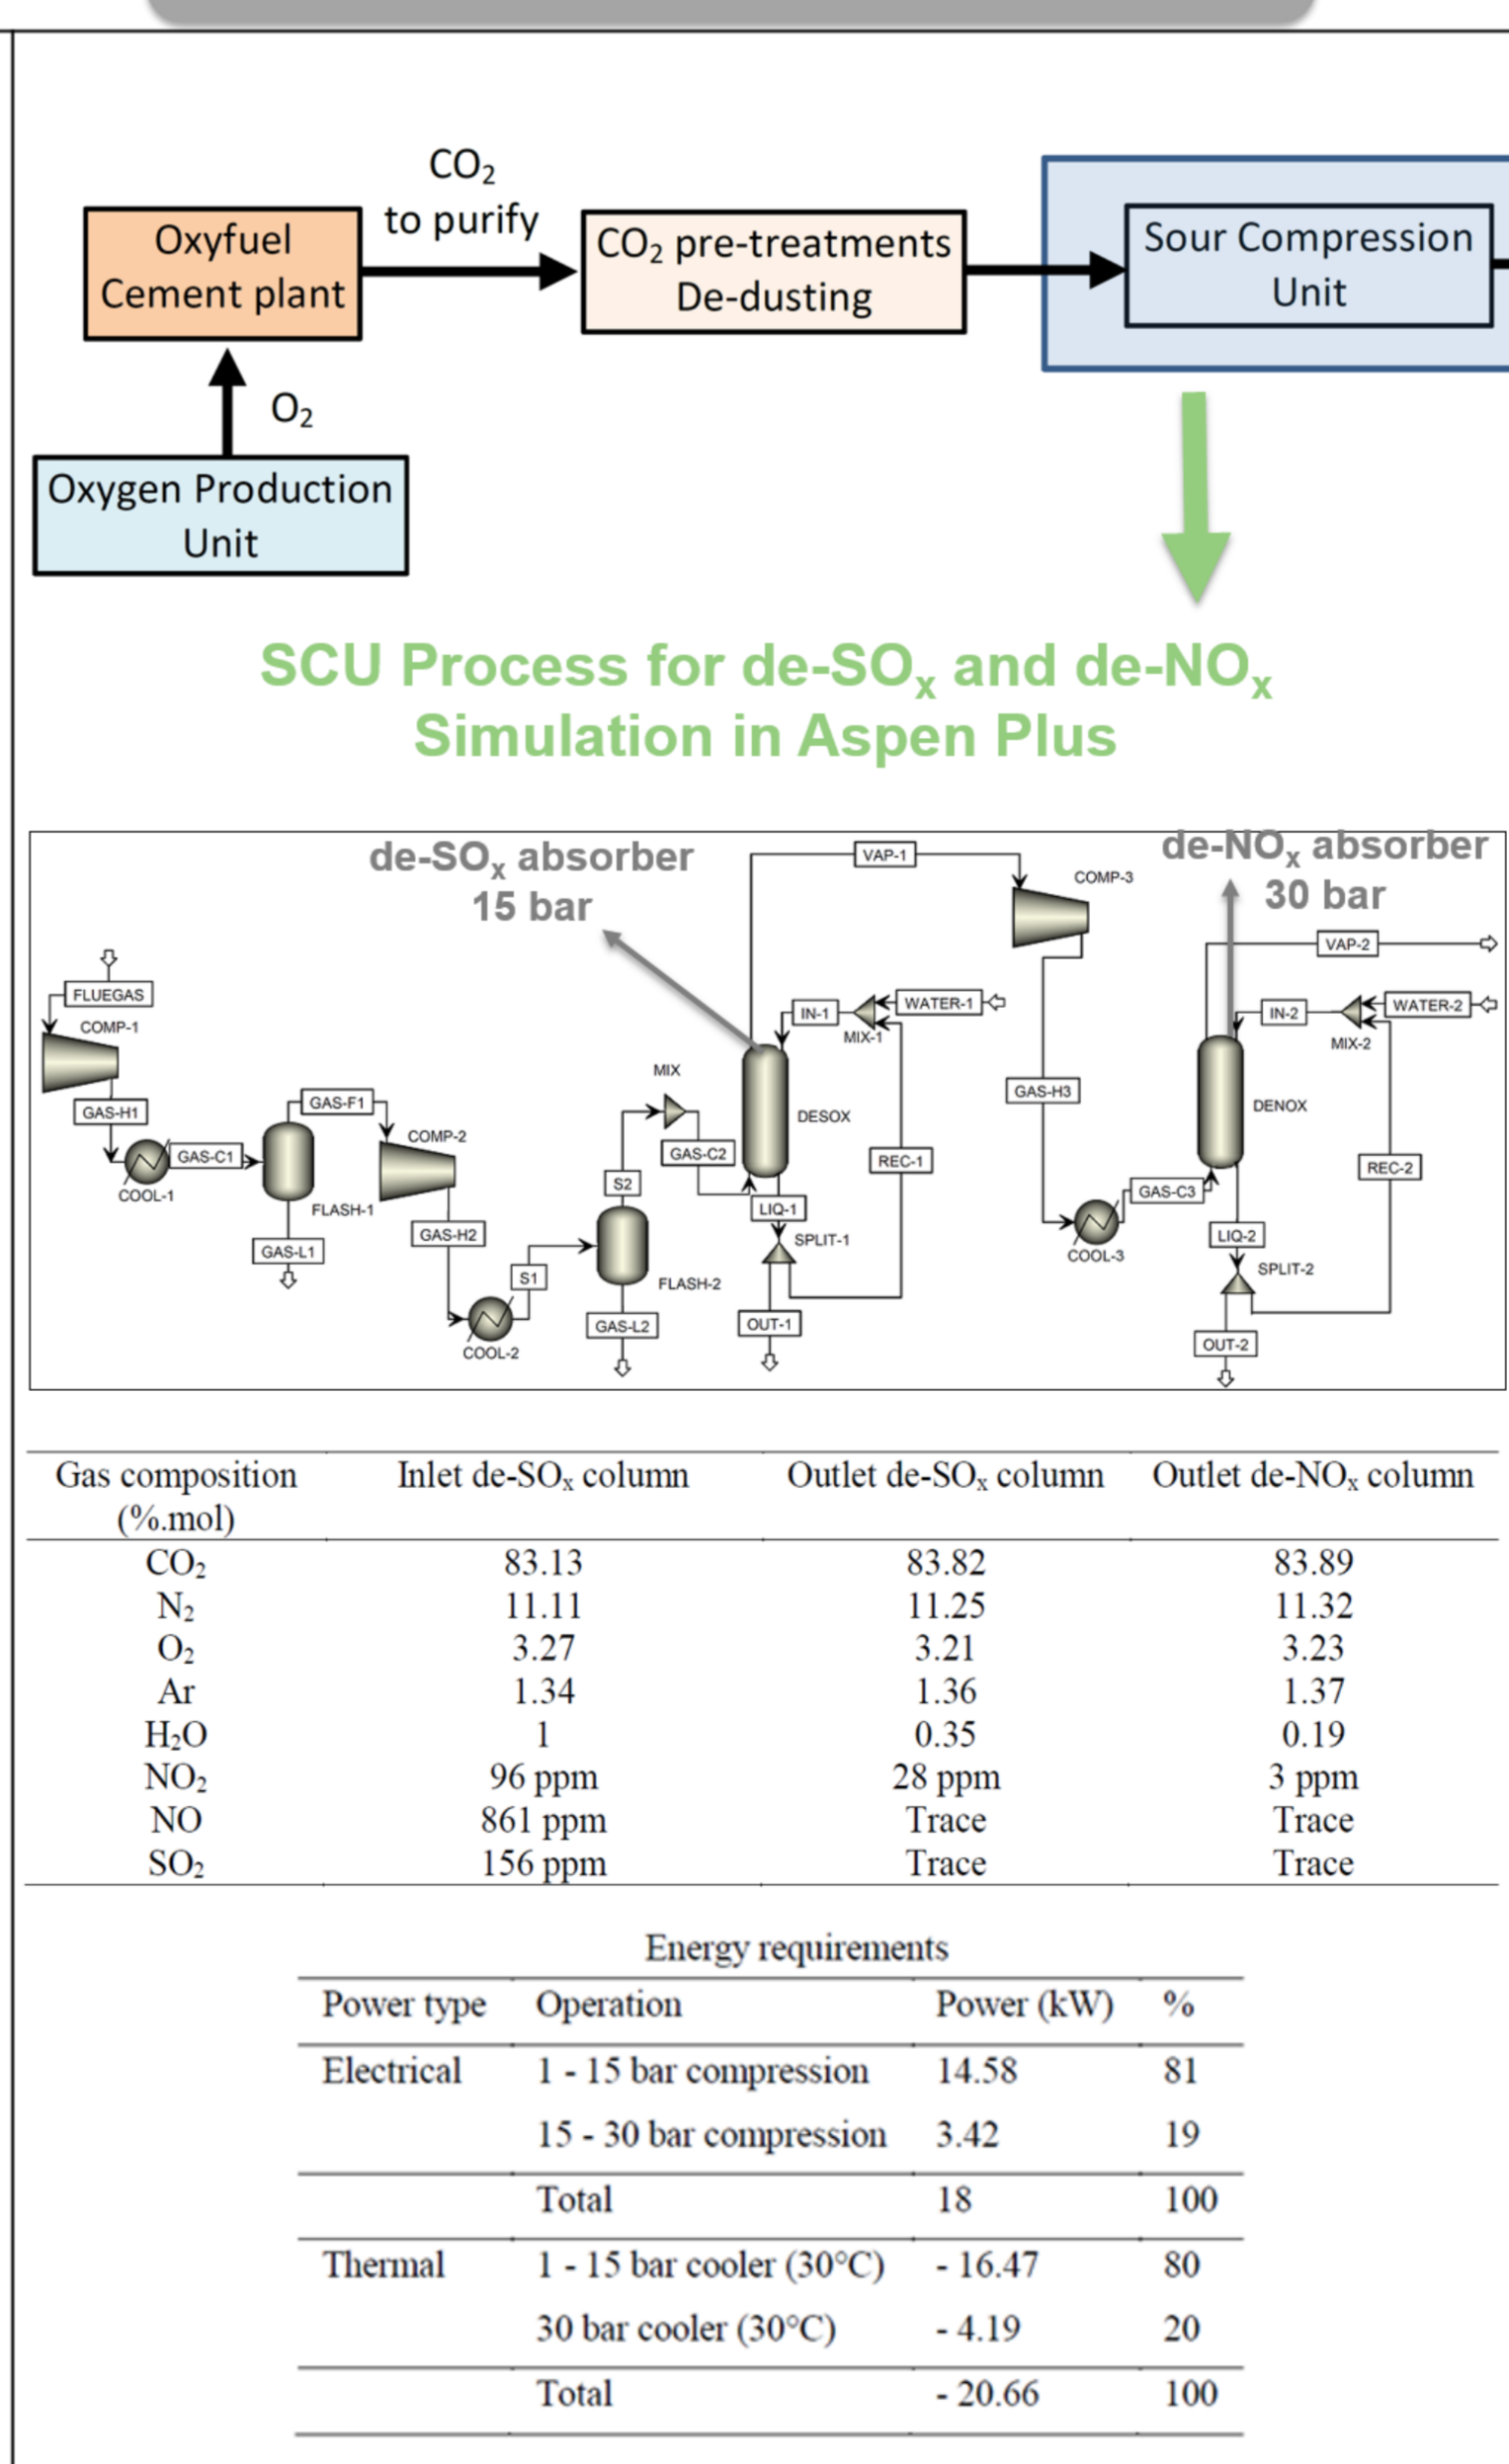 CO₂
to purify
Oxyfuel
Cement plant
CO₂ pre-treatments
De-dusting
Sour Compression
Unit
O₂
Oxygen Production
Unit
SCU Process for de-SOₓ and de-NOₓ
Simulation in Aspen Plus
de-SOₓ absorber
15 bar
de-NOₓ absorber
30 bar
VAP-1
COMP-3
VAP-2
FLUEGAS
COMP-1
IN-1
WATER-1
MIX-1
IN-2
WATER-2
MIX-2
MIX
GAS-H1
GAS-F1
COMP-2
DESOX
GAS-H3
DENOX
GAS-C1
COOL-1
FLASH-1
GAS-C2
REC-1
REC-2
S2
GAS-C3
GAS-L1
GAS-H2
LIQ-1
SPLIT-1
COOL-3
LIQ-2
SPLIT-2
S1
FLASH-2
COOL-2
GAS-L2
OUT-1
OUT-2
Gas composition Inlet de-SOₓ column Outlet de-SOₓ column Outlet de-NOₓ column
(%.mol)
CO₂ 83.13 83.82 83.89
N₂ 11.11 11.25 11.32
O₂ 3.27 3.21 3.23
Ar 1.34 1.36 1.37
H₂O 1 0.35 0.19
NO₂ 96 ppm 28 ppm 3 ppm
NO 861 ppm Trace Trace
SO₂ 156 ppm Trace Trace
Energy requirements
Power type Operation Power (kW) %
Electrical 1 - 15 bar compression 14.58 81
15 - 30 bar compression 3.42 19
Total 18 100
Thermal 1 - 15 bar cooler (30°C) - 16.47 80
30 bar cooler (30°C) - 4.19 20
Total - 20.66 100